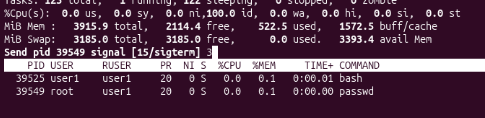 Tasks: 123 total, 1 running, 122 sleeping, 0 stopped, 0 zombie
%Cpu(s): 0.0 us, 0.0 sy, 0.0 ni,100.0 id, 0.0 wa, 0.0 hi, 0.0 si, 0.0 st
MiB Mem : 3915.9 total, 2114.4 free, 522.5 used, 1572.5 buff/cache
MiB Swap: 3185.0 total, 3185.0 free, 0.0 used. 3393.4 avail Mem
Send pid 39549 signal [15/sigterm] 3
PID USER RUSER PR NI S %CPU %MEM TIME+ COMMAND
39525 user1 user1 20 0 S 0.0 0.1 0:00.01 bash
39549 root user1 20 0 S 0.0 0.1 0:00.00 passwd